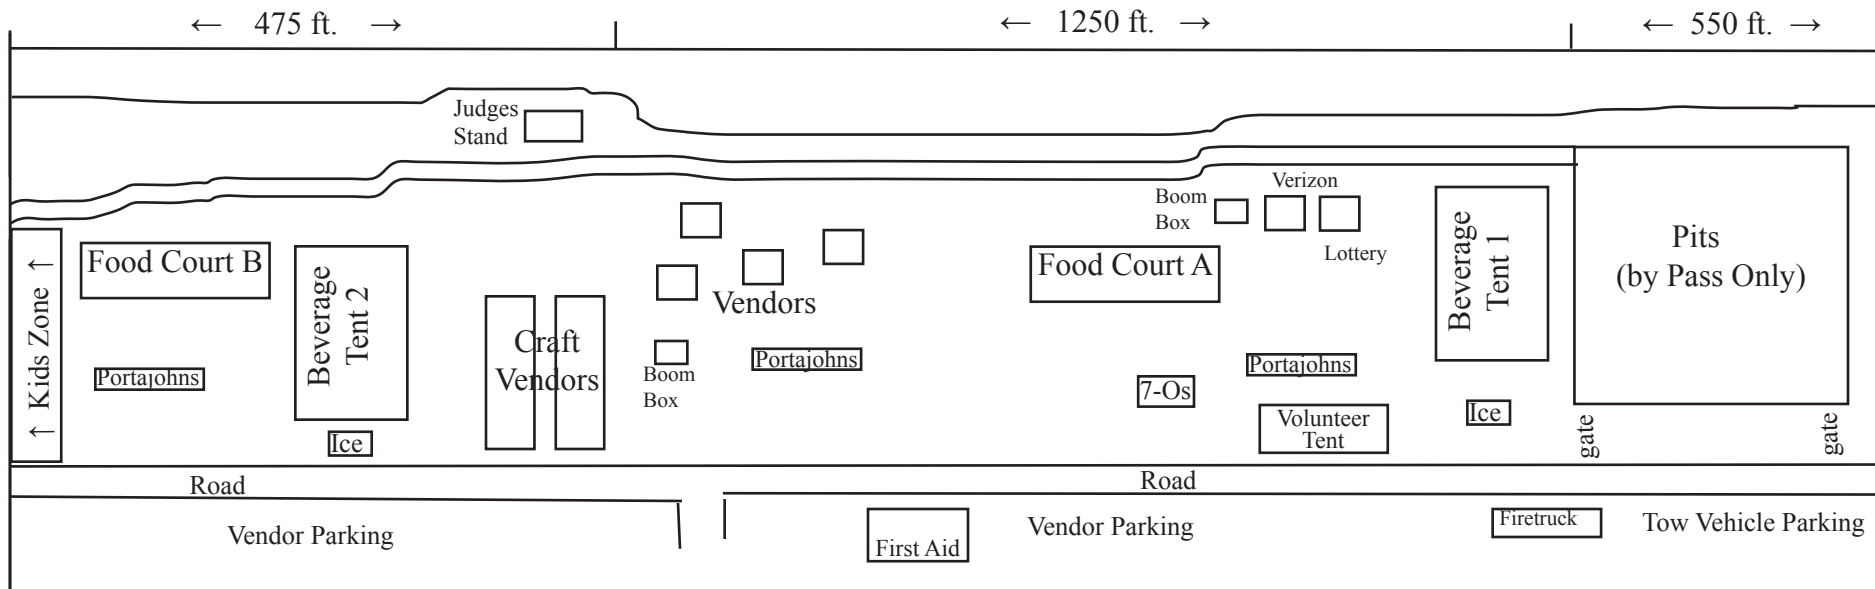 ← 475 ft. →
← 1250 ft. →
← 550 ft. →
Judges
Stand
Boom
Box
Verizon
Lottery
↑ Kids Zone ↑
Food Court B
Beverage
Tent 2
Portajohns
Ice
Craft
Vendors
Vendors
Boom
Box
Portajohns
Food Court A
7-Os
Portajohns
Volunteer
Tent
Beverage
Tent 1
Ice
Pits
(by Pass Only)
gate
gate
Road
Road
Vendor Parking
First Aid
Vendor Parking
Firetruck
Tow Vehicle Parking